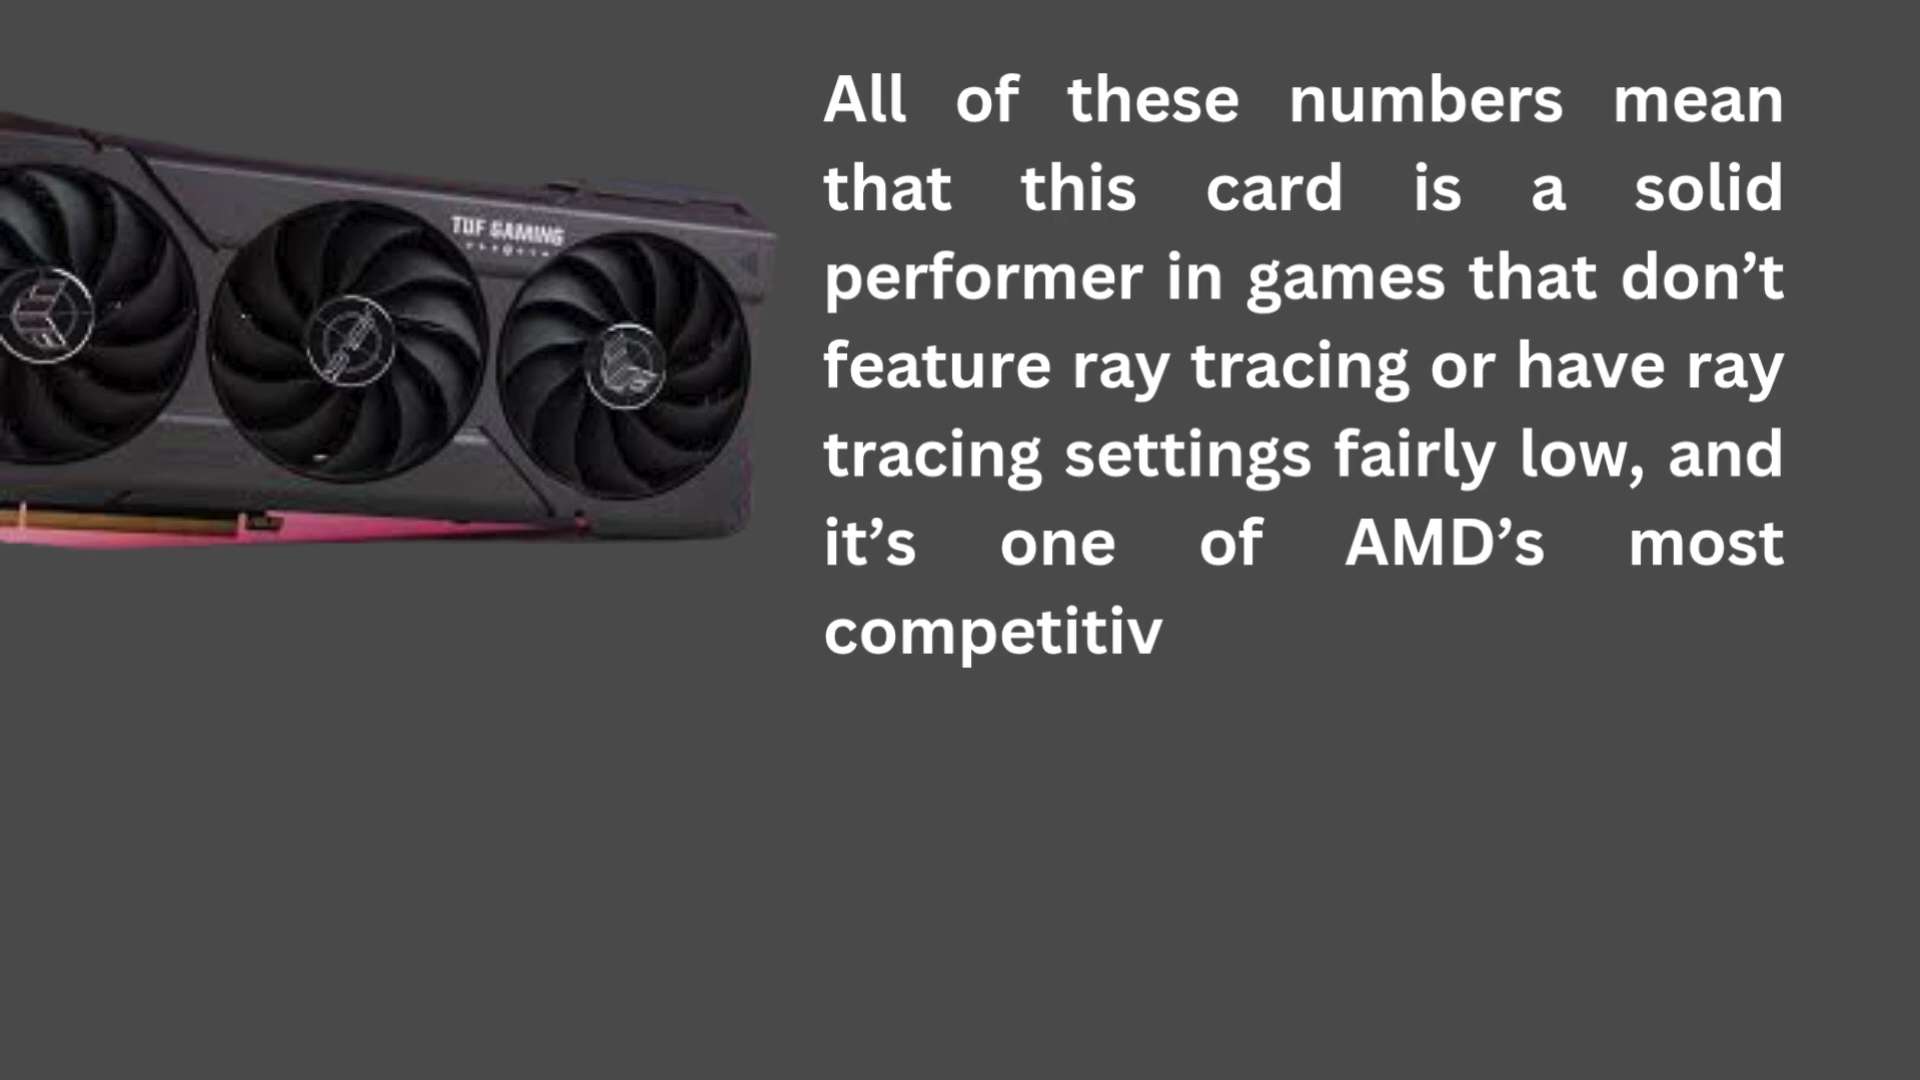 TUF GAMING
All of these numbers mean
that this card is a solid
performer in games that don’t
feature ray tracing or have ray
tracing settings fairly low, and
it’s one of AMD’s most
competitiv